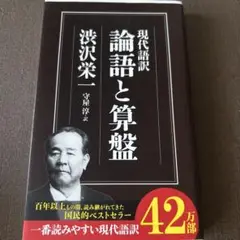 現代語訳
論語と算盤
渋沢栄一
守屋 淳 訳
百年以上もの間、読み継がれてきた
国民的ベストセラー
一番読みやすい現代語訳
42万部